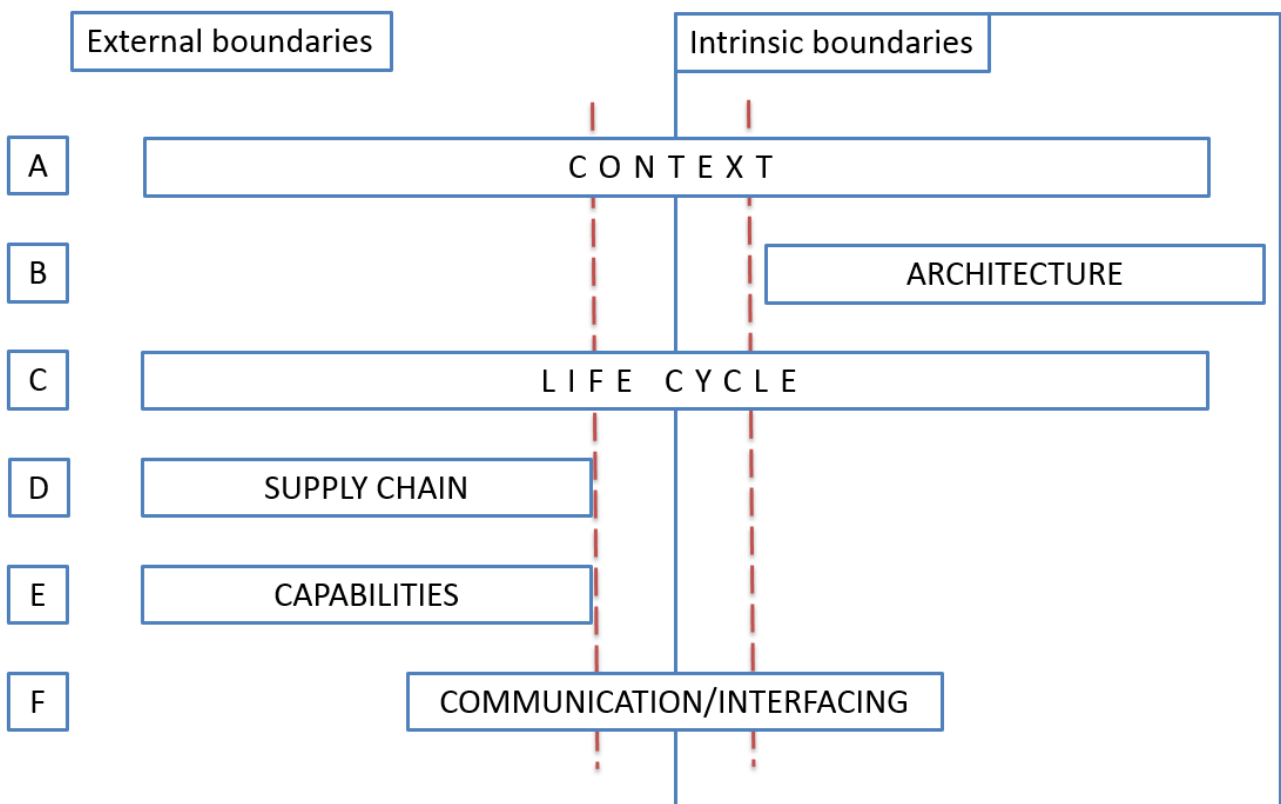 External boundaries
Intrinsic boundaries
A
C O N T E X T
B
ARCHITECTURE
C
L I F E C Y C L E
D
SUPPLY CHAIN
E
CAPABILITIES
F
COMMUNICATION/INTERFACING